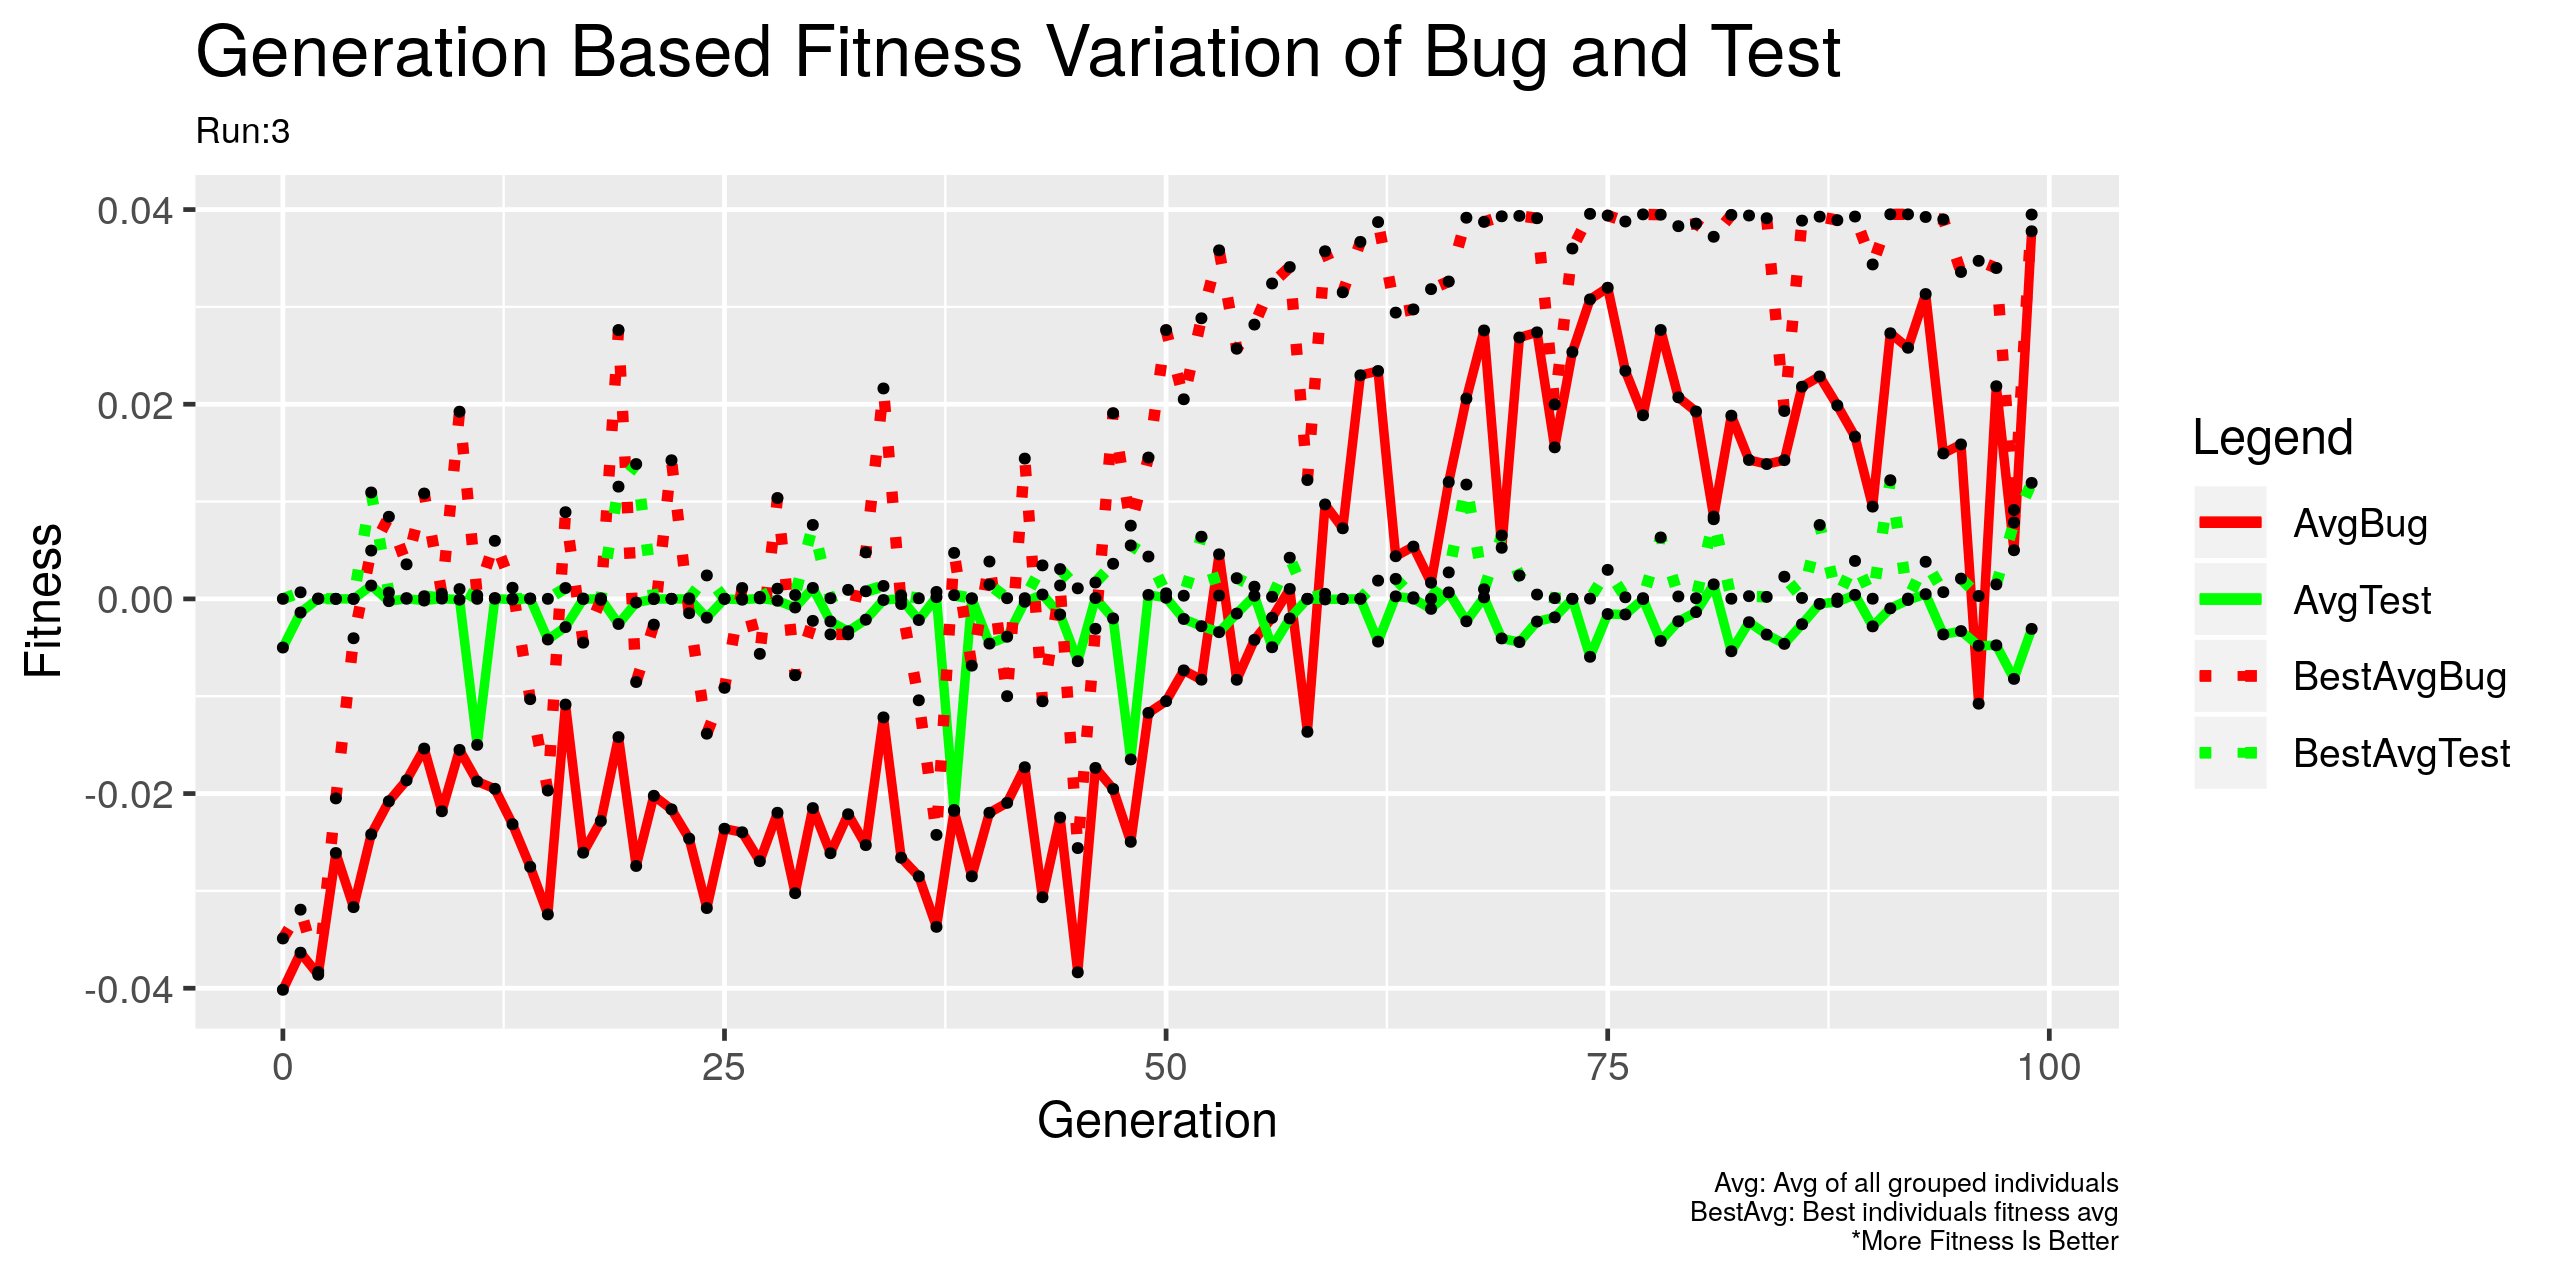 Generation Based Fitness Variation of Bug and Test
Run:3
Fitness
0.04
0.02
0.00
-0.02
-0.04
0
25
50
75
100
Generation
Legend
AvgBug
AvgTest
BestAvgBug
BestAvgTest
Avg: Avg of all grouped individuals
BestAvg: Best individuals fitness avg
*More Fitness Is Better